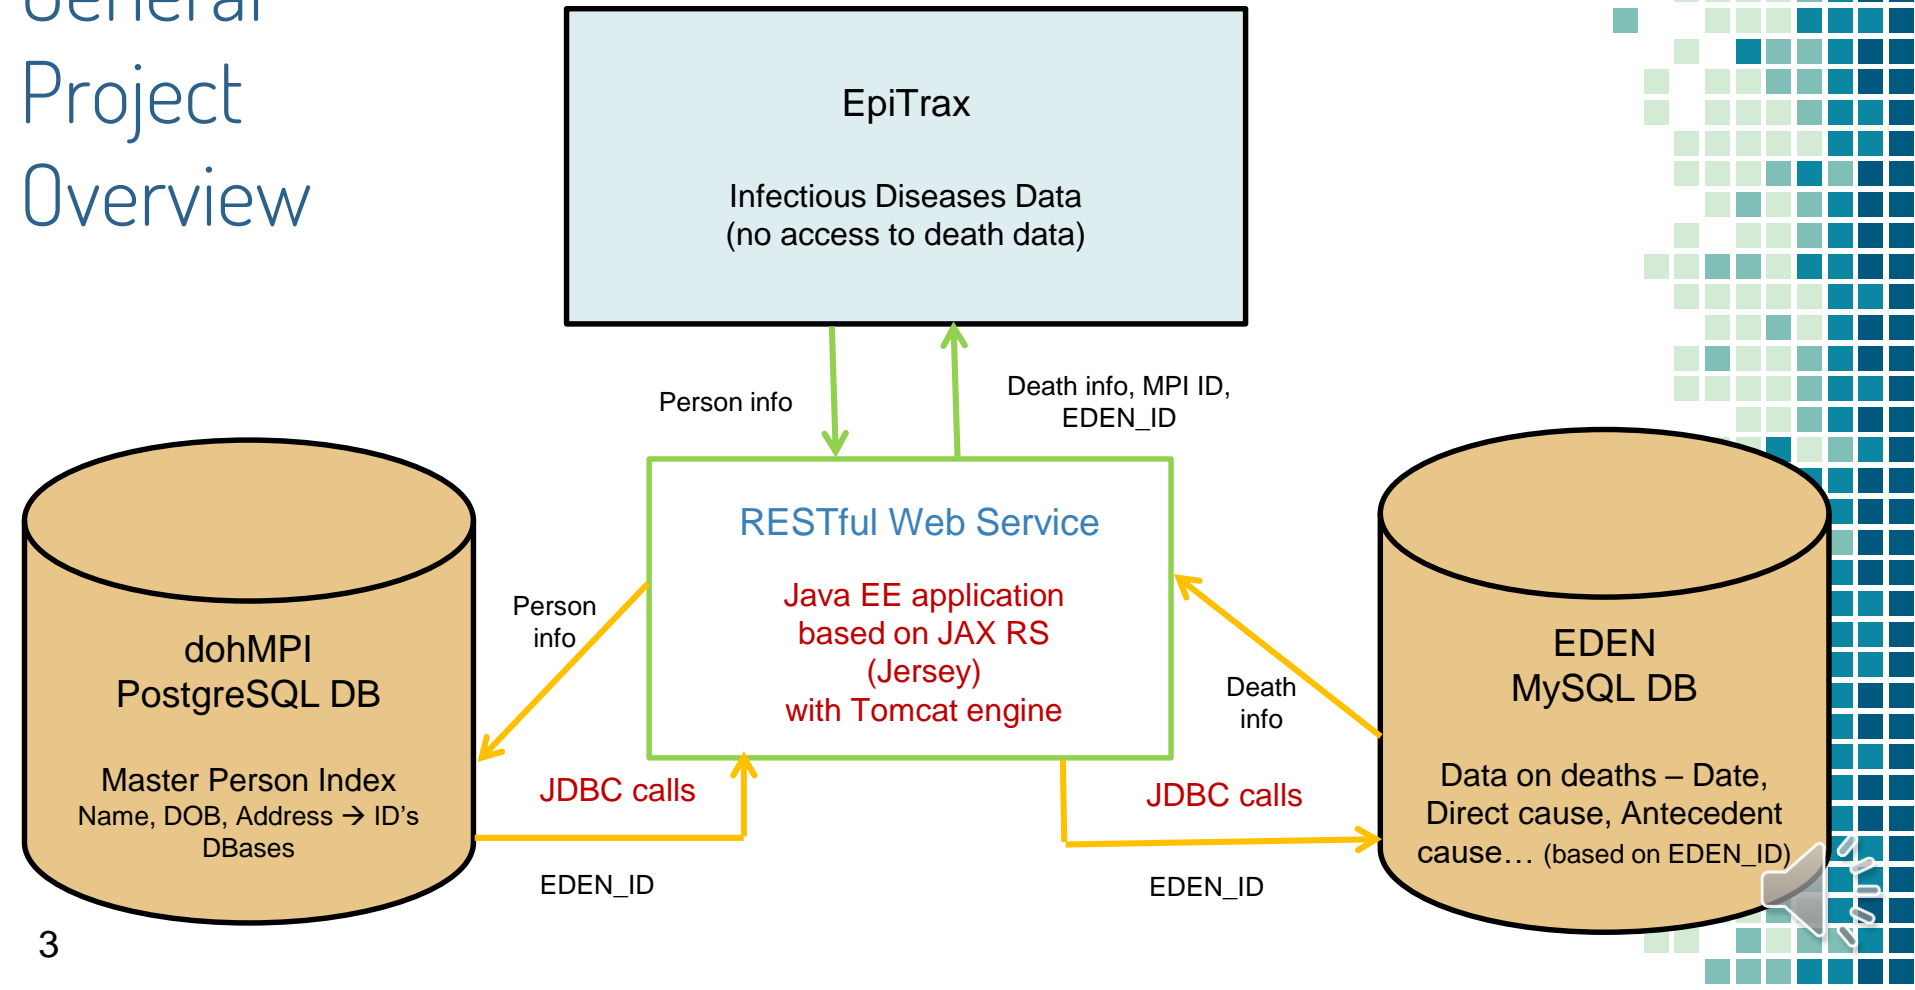 General
Project
Overview
EpiTrax
Infectious Diseases Data
(no access to death data)
Person info
Death info, MPI ID,
EDEN_ID
RESTful Web Service
Java EE application
based on JAX RS
(Jersey)
with Tomcat engine
Person
info
Death
info
dohMPI
PostgreSQL DB
Master Person Index
Name, DOB, Address → ID's
DBases
JDBC calls
EDEN_ID
JDBC calls
EDEN_ID
EDEN
MySQL DB
Data on deaths – Date,
Direct cause, Antecedent
cause… (based on EDEN_ID)
3